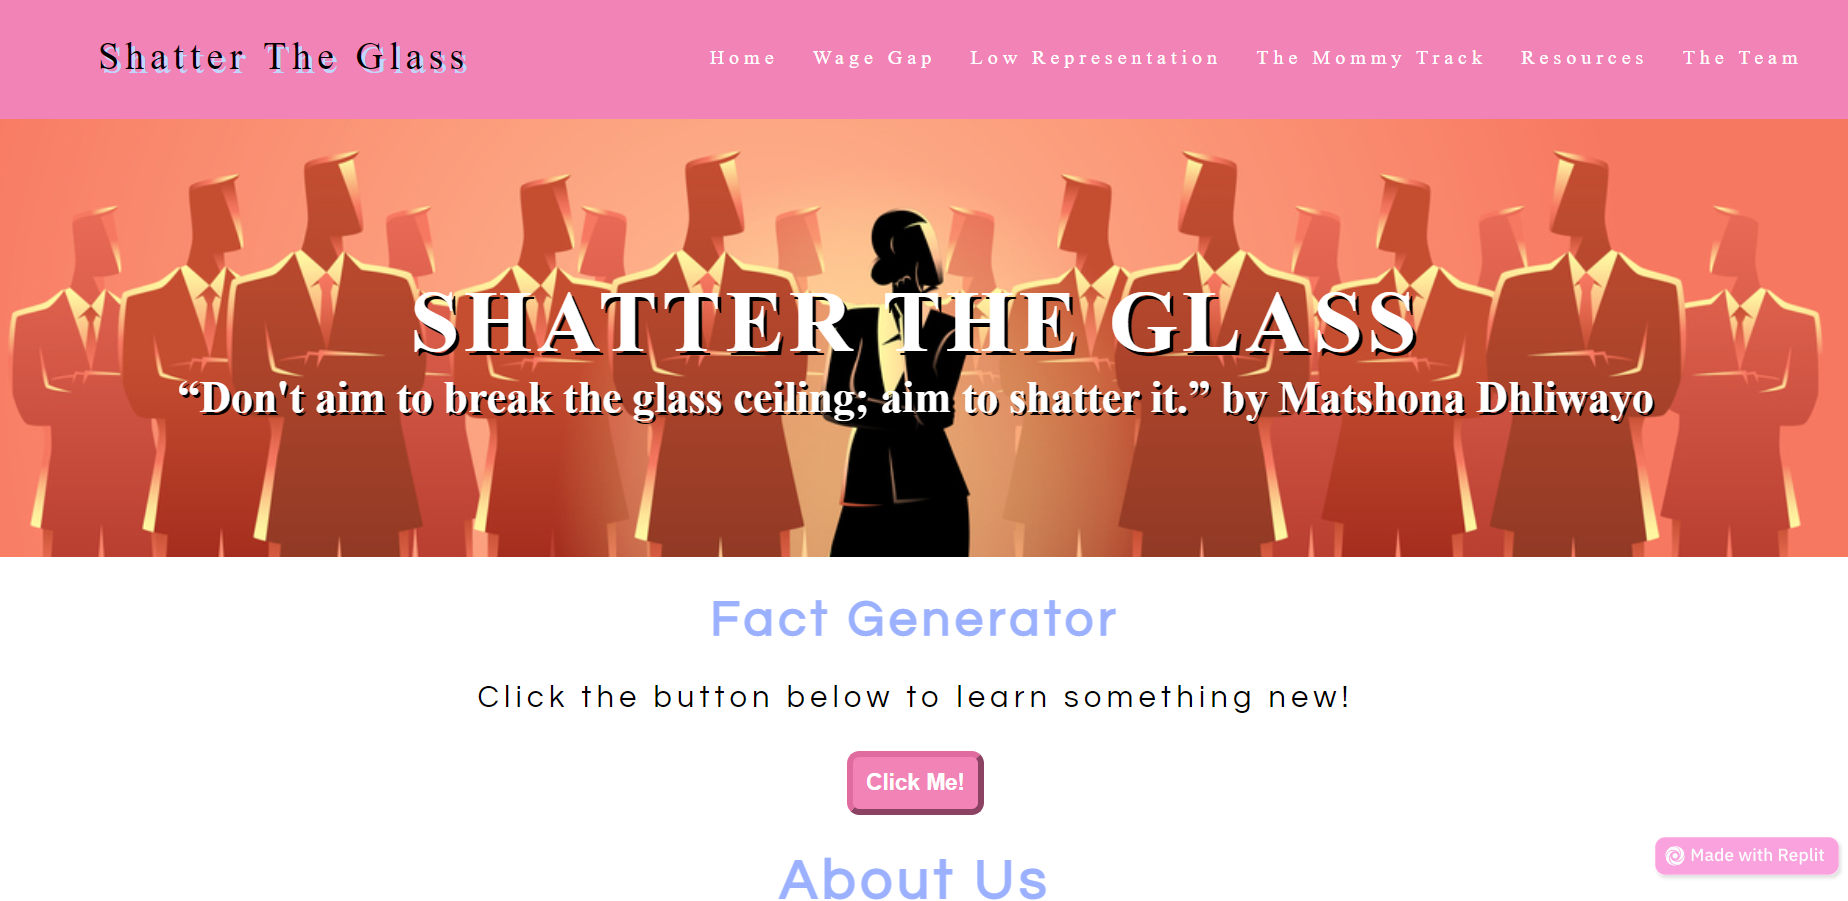 Shatter The Glass
Home Wage Gap Low Representation The Mommy Track Resources The Team
SHATTER THE GLASS
“Don't aim to break the glass ceiling; aim to shatter it.” by Matshona Dhliwayo
Fact Generator
Click the button below to learn something new!
Click Me!
Made with Replit
About Us